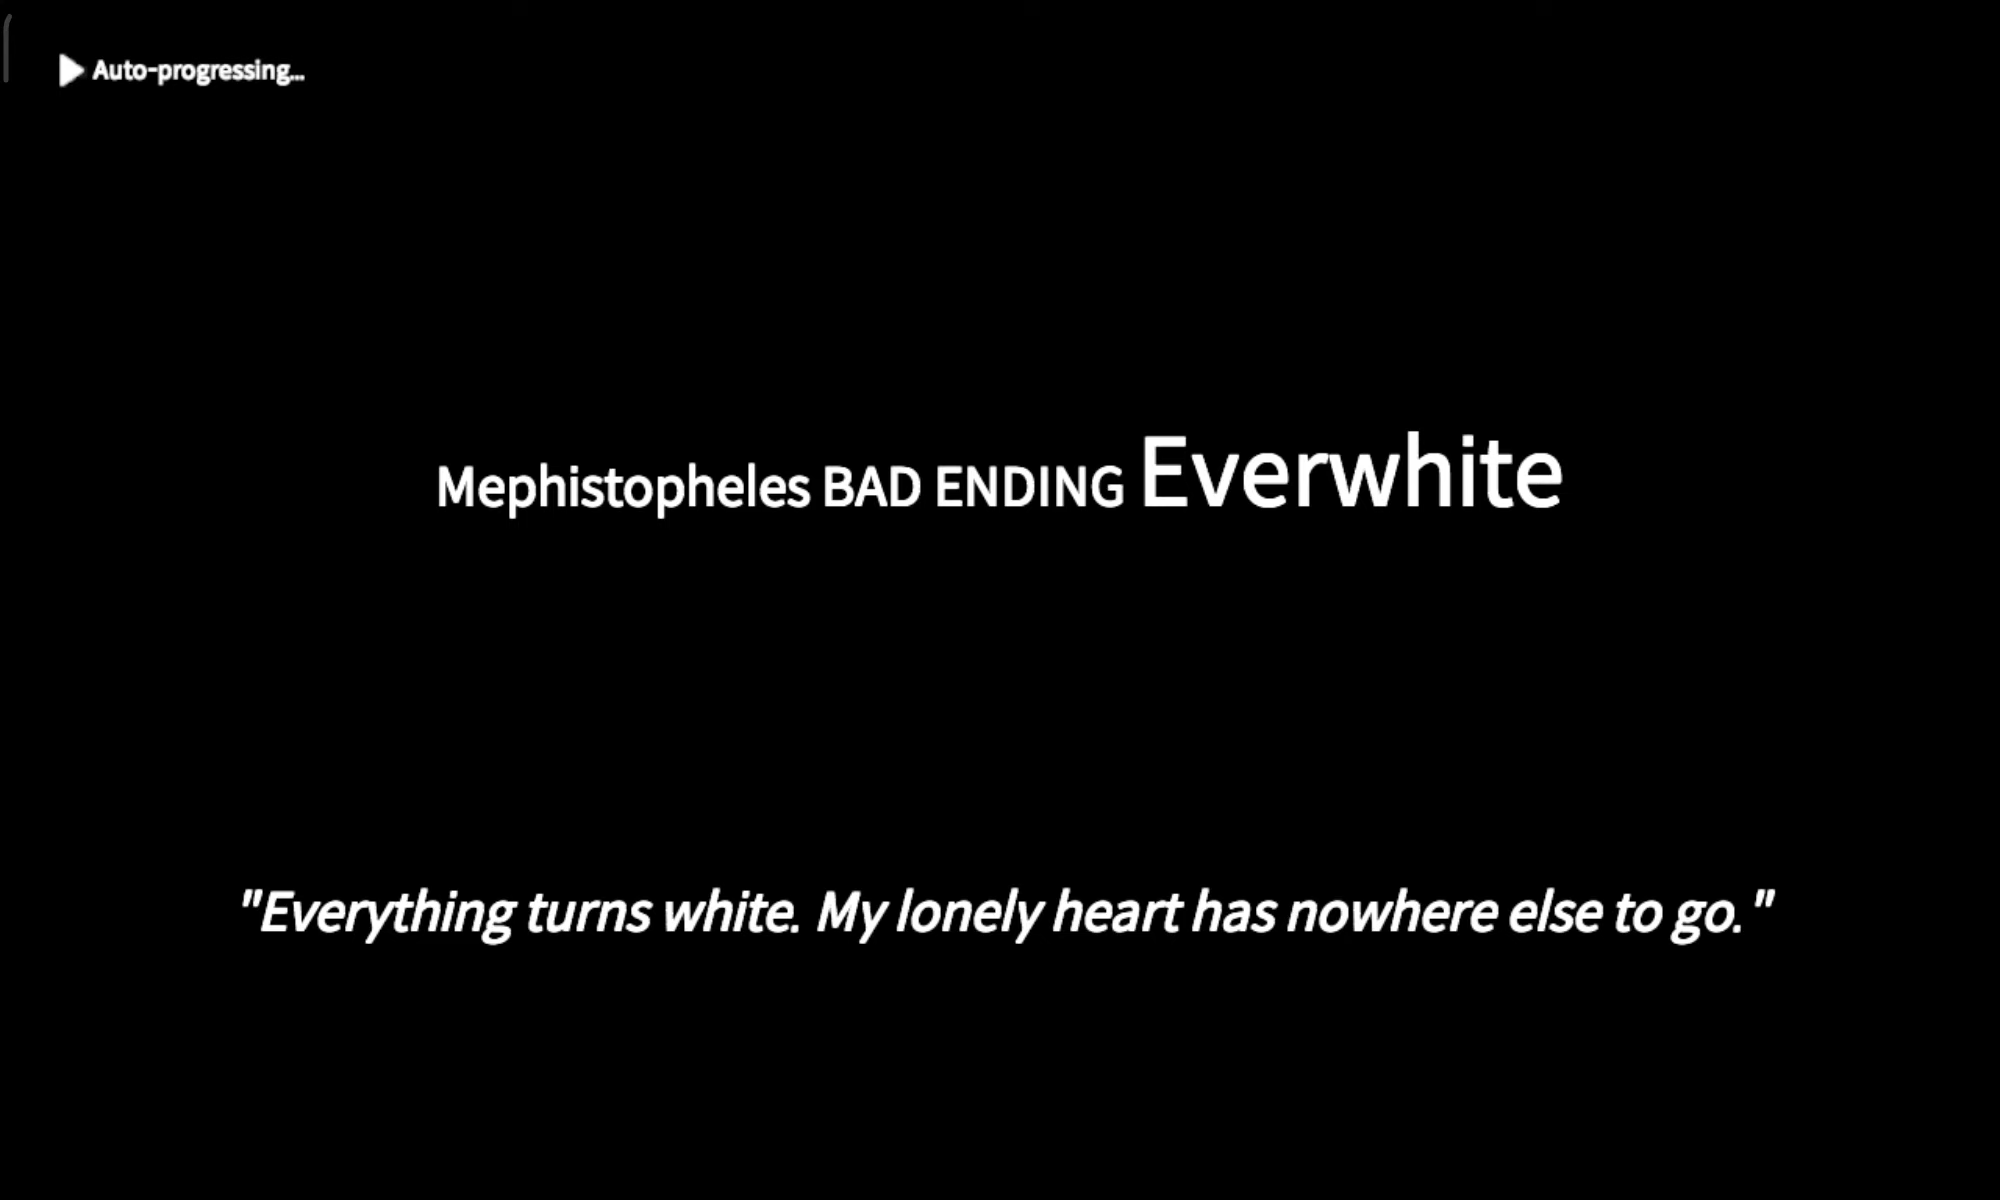 Auto-progressing...
Mephistopheles BAD ENDING Everwhite
"Everything turns white. My lonely heart has nowhere else to go."